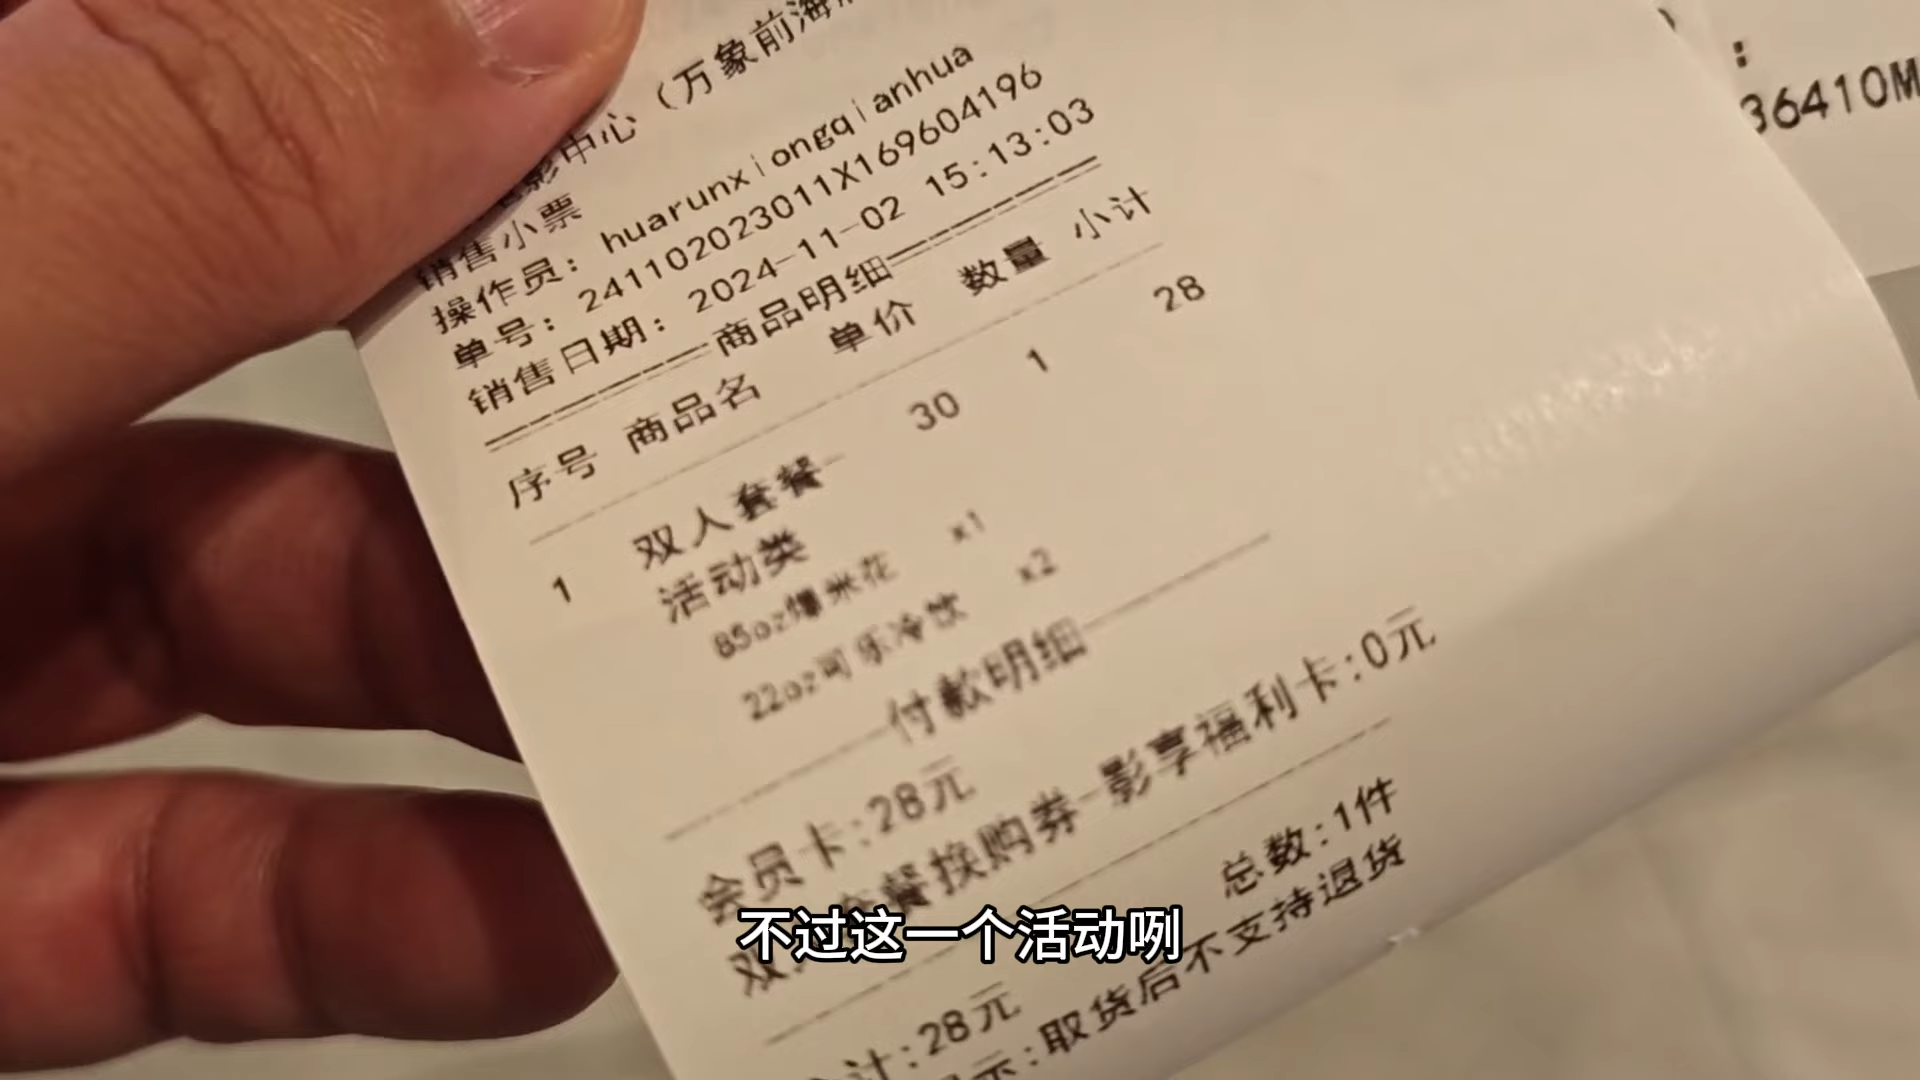 影中心（万象前海
销售小票
操作员：huarunxiongqianhua
单号：241102023011X169604196
销售日期：2024-11-02 15:13:03
商品明细
序号 商品名 单价 数量 小计
30 1 28
1 双人套餐-
活动类
85oz爆米花 x1
22oz可乐冷饮 x2
付款明细
会员卡:28元
双人套餐换购券-影享福利卡:0元
总数:1件
计:28元
示:取货后不支持退货
:
36410M
不过这一个活动咧